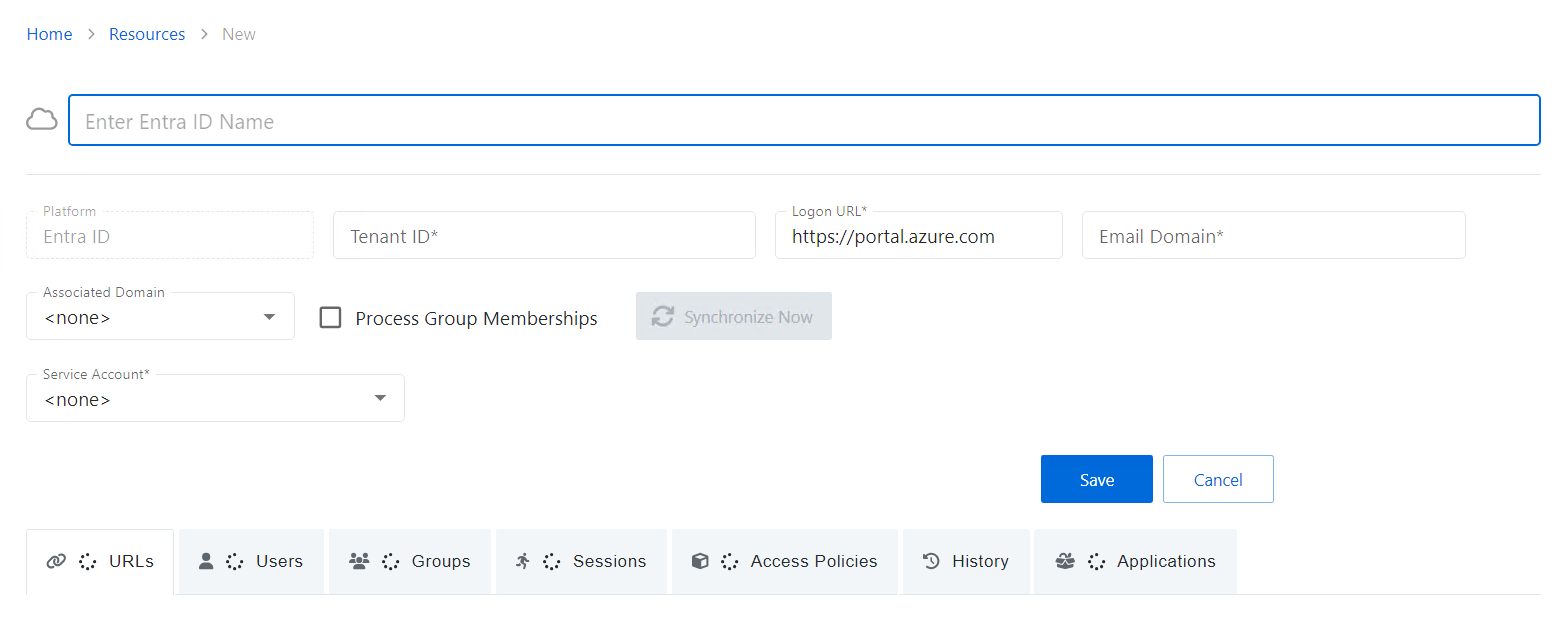 Home > Resources > New
Enter Entra ID Name
Platform
Entra ID
Tenant ID*
Logon URL*
https://portal.azure.com
Email Domain*
Associated Domain
<none>
Process Group Memberships
Synchronize Now
Service Account*
<none>
Save
Cancel
URLs
Users
Groups
Sessions
Access Policies
History
Applications